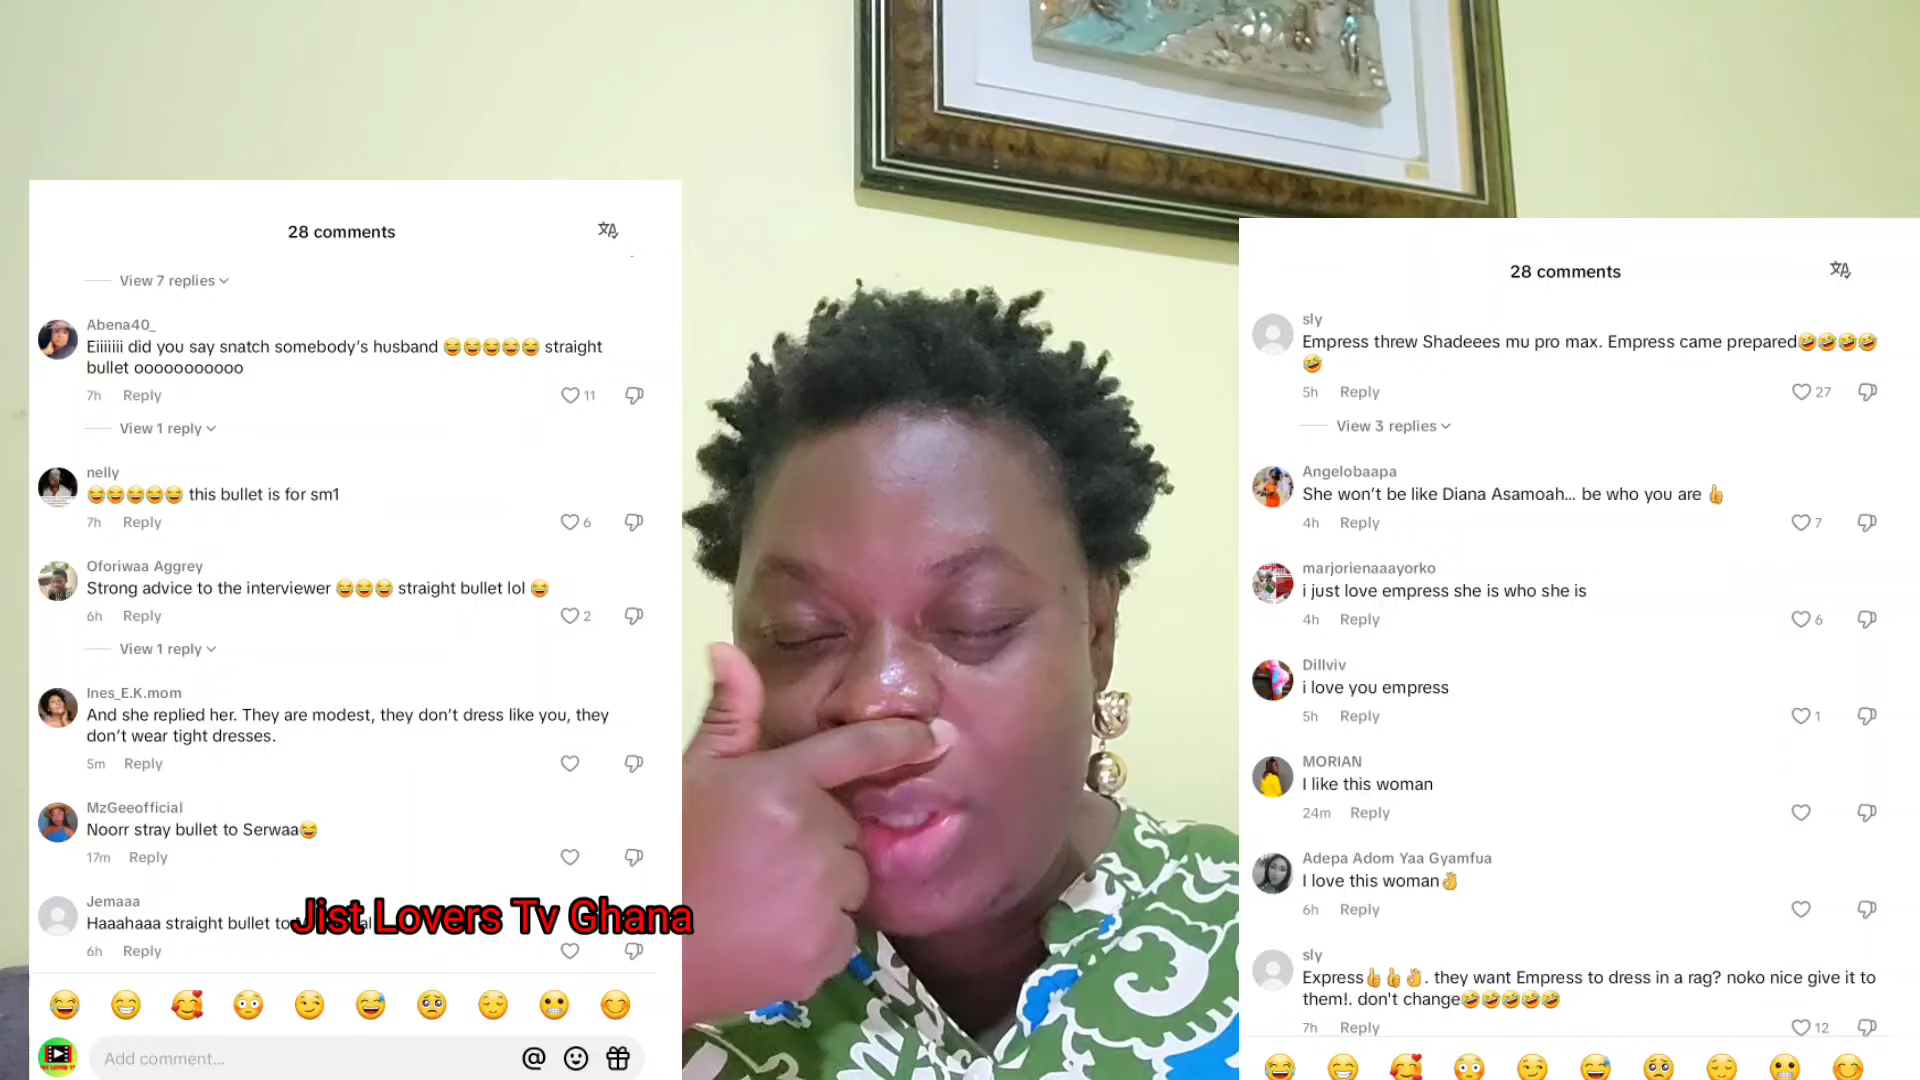 28 comments
View 7 replies
Abena40_
Eiiiiiii did you say snatch somebody's husband 😂😂😂😂😂 straight
bullet ooooooooooo
7h Reply 11
View 1 reply
nelly
😂😂😂😂😂 this bullet is for sm1
7h Reply 6
Oforiwaa Aggrey
Strong advice to the interviewer 😂😂😂 straight bullet lol 😂
6h Reply 2
View 1 reply
Ines_E.K.mom
And she replied her. They are modest, they don't dress like you, they
don't wear tight dresses.
5m Reply
MzGeeofficial
Noorr stray bullet to Serwaa😂
17m Reply
Jemaaa
Haaahaaa straight bullet to
6h Reply
Add comment...
Jist Lovers Tv Ghana
28 comments
sly
Empress threw Shadeees mu pro max. Empress came prepared🤣🤣🤣🤣
🤣
5h Reply 27
View 3 replies
Angelobaapa
She won't be like Diana Asamoah... be who you are 👍
4h Reply 7
marjorienaaayorko
i just love empress she is who she is
4h Reply 6
Dillviv
i love you empress
5h Reply 1
MORIAN
I like this woman
24m Reply
Adepa Adom Yaa Gyamfua
I love this woman👌
6h Reply
sly
Express👍👍👌. they want Empress to dress in a rag? noko nice give it to
them!. don't change🤣🤣🤣🤣🤣
7h Reply 12